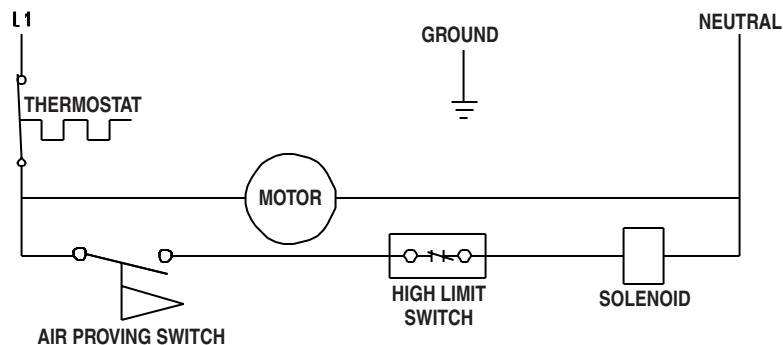 L1
GROUND
NEUTRAL
THERMOSTAT
MOTOR
HIGH LIMIT
SWITCH
SOLENOID
AIR PROVING SWITCH